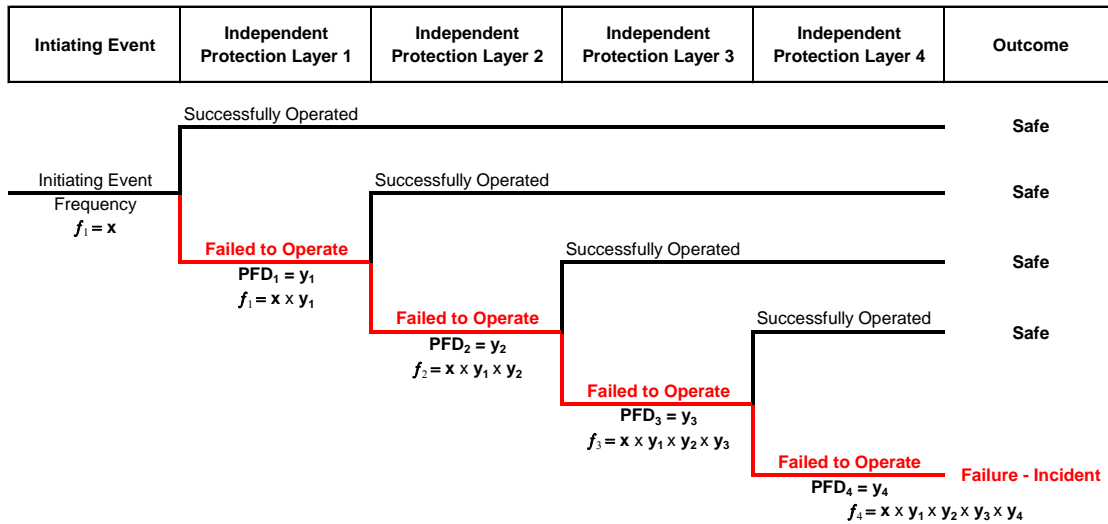 Intiating Event
Independent
Protection Layer 1
Independent
Protection Layer 2
Independent
Protection Layer 3
Independent
Protection Layer 4
Outcome
Successfully Operated
Safe
Initiating Event
Frequency
f₁ = x
Successfully Operated
Safe
Failed to Operate
PFD₁ = y₁
f₁ = x x y₁
Successfully Operated
Safe
Failed to Operate
PFD₂ = y₂
f₂ = x x y₁ x y₂
Successfully Operated
Safe
Failed to Operate
PFD₃ = y₃
f₃ = x x y₁ x y₂ x y₃
Failed to Operate
PFD₄ = y₄
f₄ = x x y₁ x y₂ x y₃ x y₄
Failure - Incident